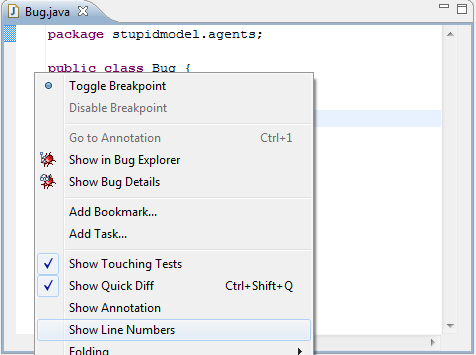 Bug.java
package stupidmodel.agents;
public class Bug {
Toggle Breakpoint
Disable Breakpoint
Go to Annotation Ctrl+1
Show in Bug Explorer
Show Bug Details
Add Bookmark...
Add Task...
Show Touching Tests
Show Quick Diff Ctrl+Shift+Q
Show Annotation
Show Line Numbers
Folding